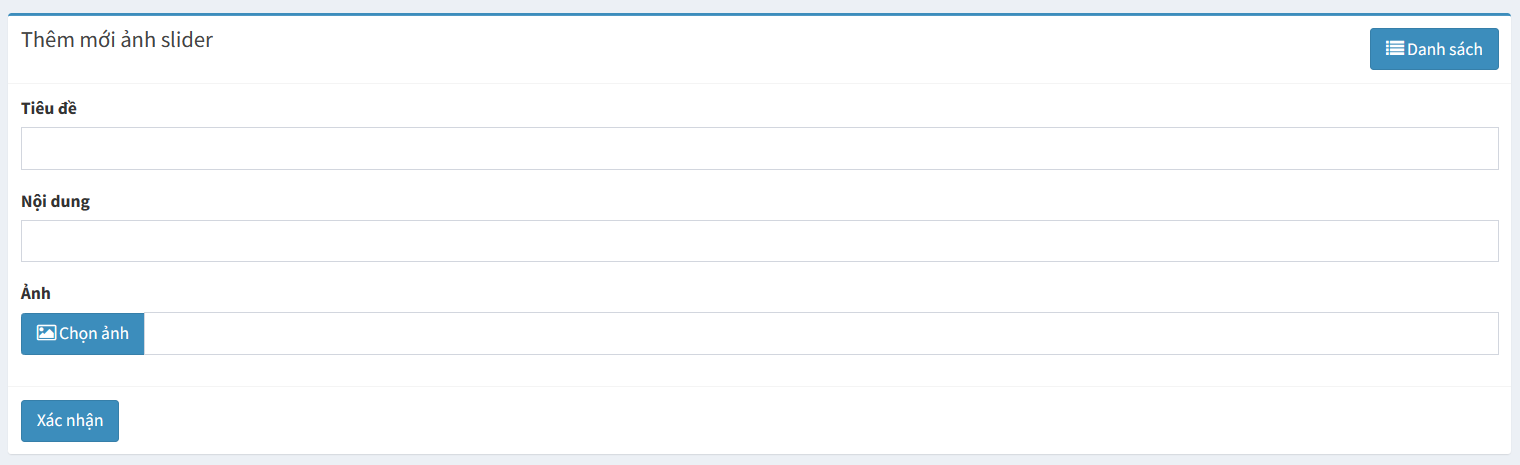 Thêm mới ảnh slider
Danh sách
Tiêu đề
Nội dung
Ảnh
Chọn ảnh
Xác nhận